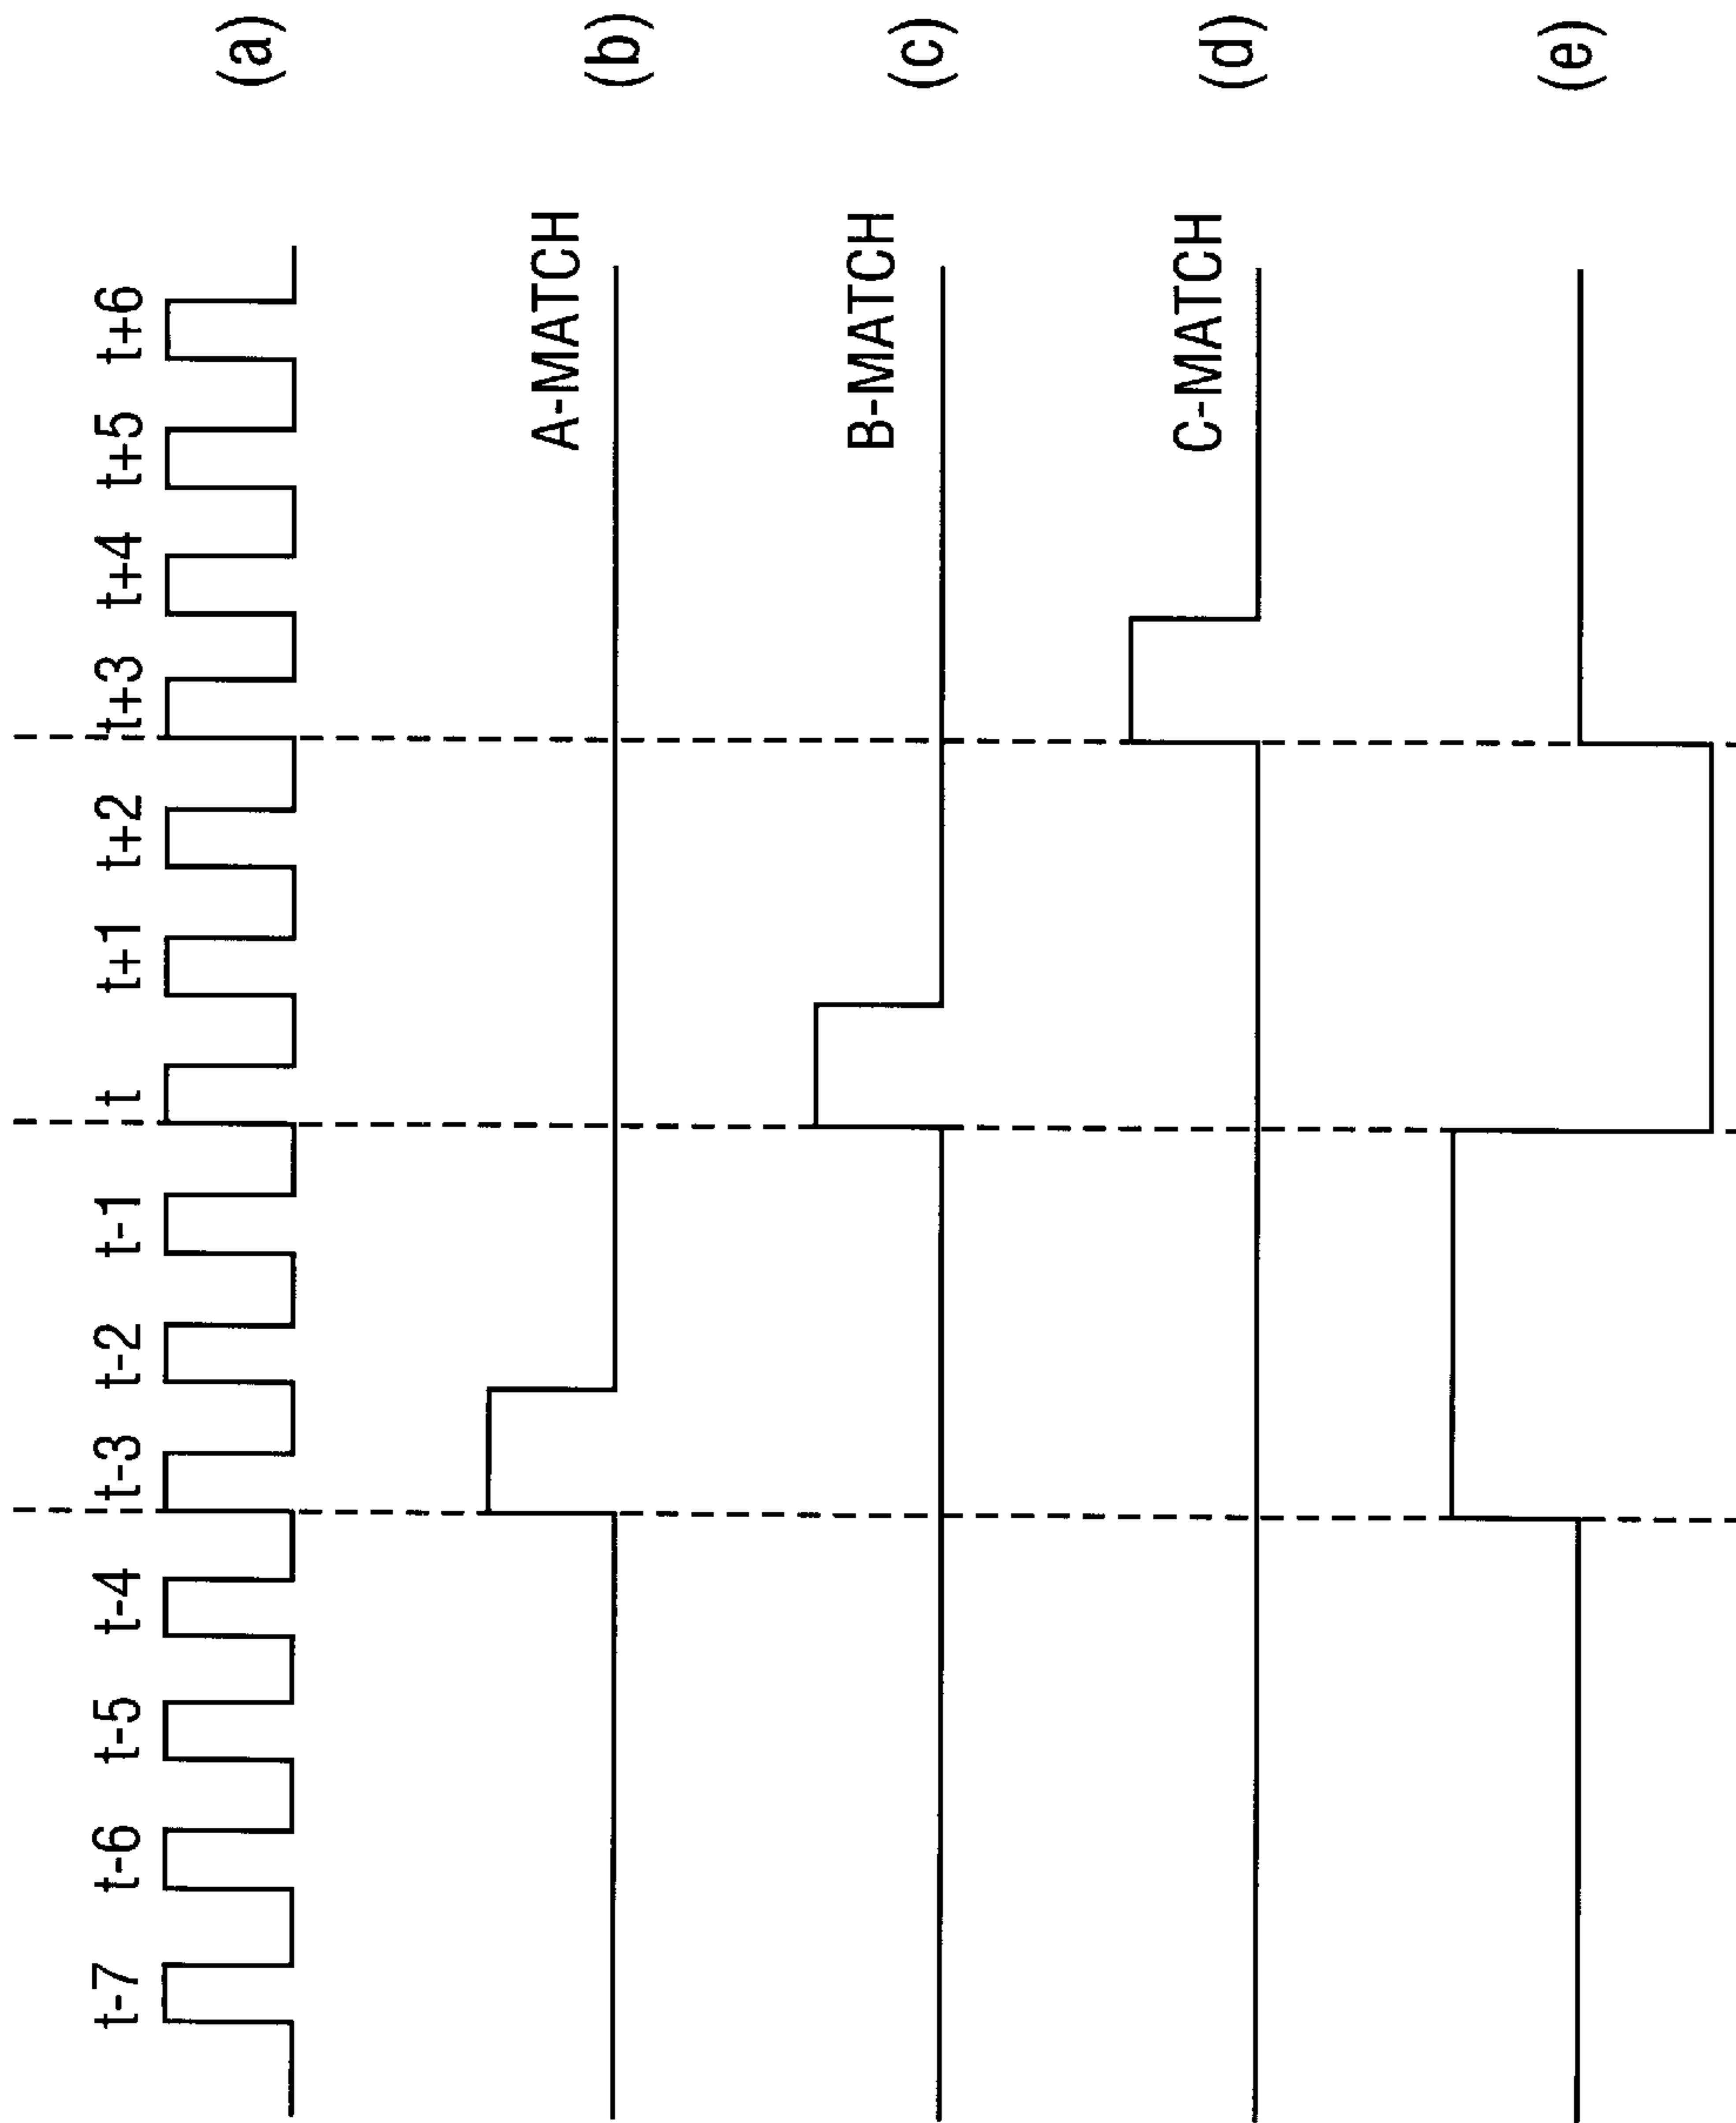 t-7 t-6 t-5 t-4 t-3 t-2 t-1 t t+1 t+2 t+3 t+4 t+5 t+6
(a)
A-MATCH
(b)
B-MATCH
(c)
C-MATCH
(d)
(e)